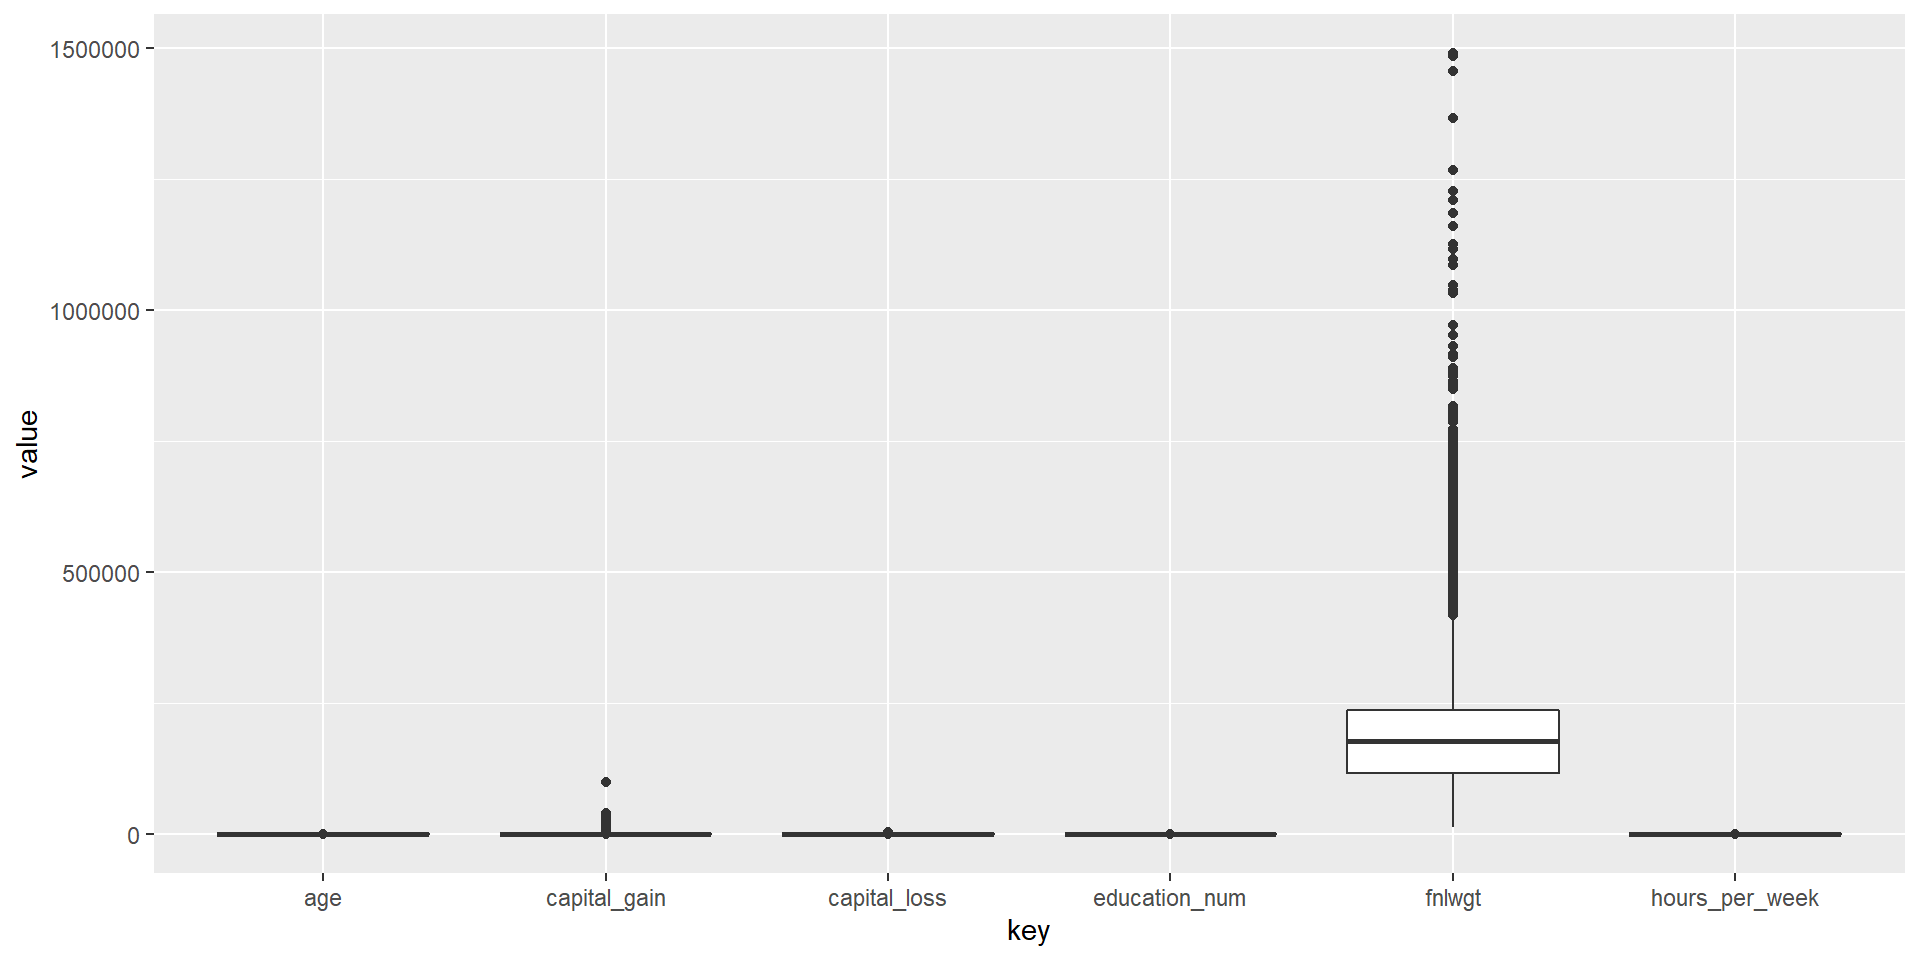 1500000
1000000
500000
0
value
age capital_gain capital_loss education_num fnlwgt hours_per_week
key